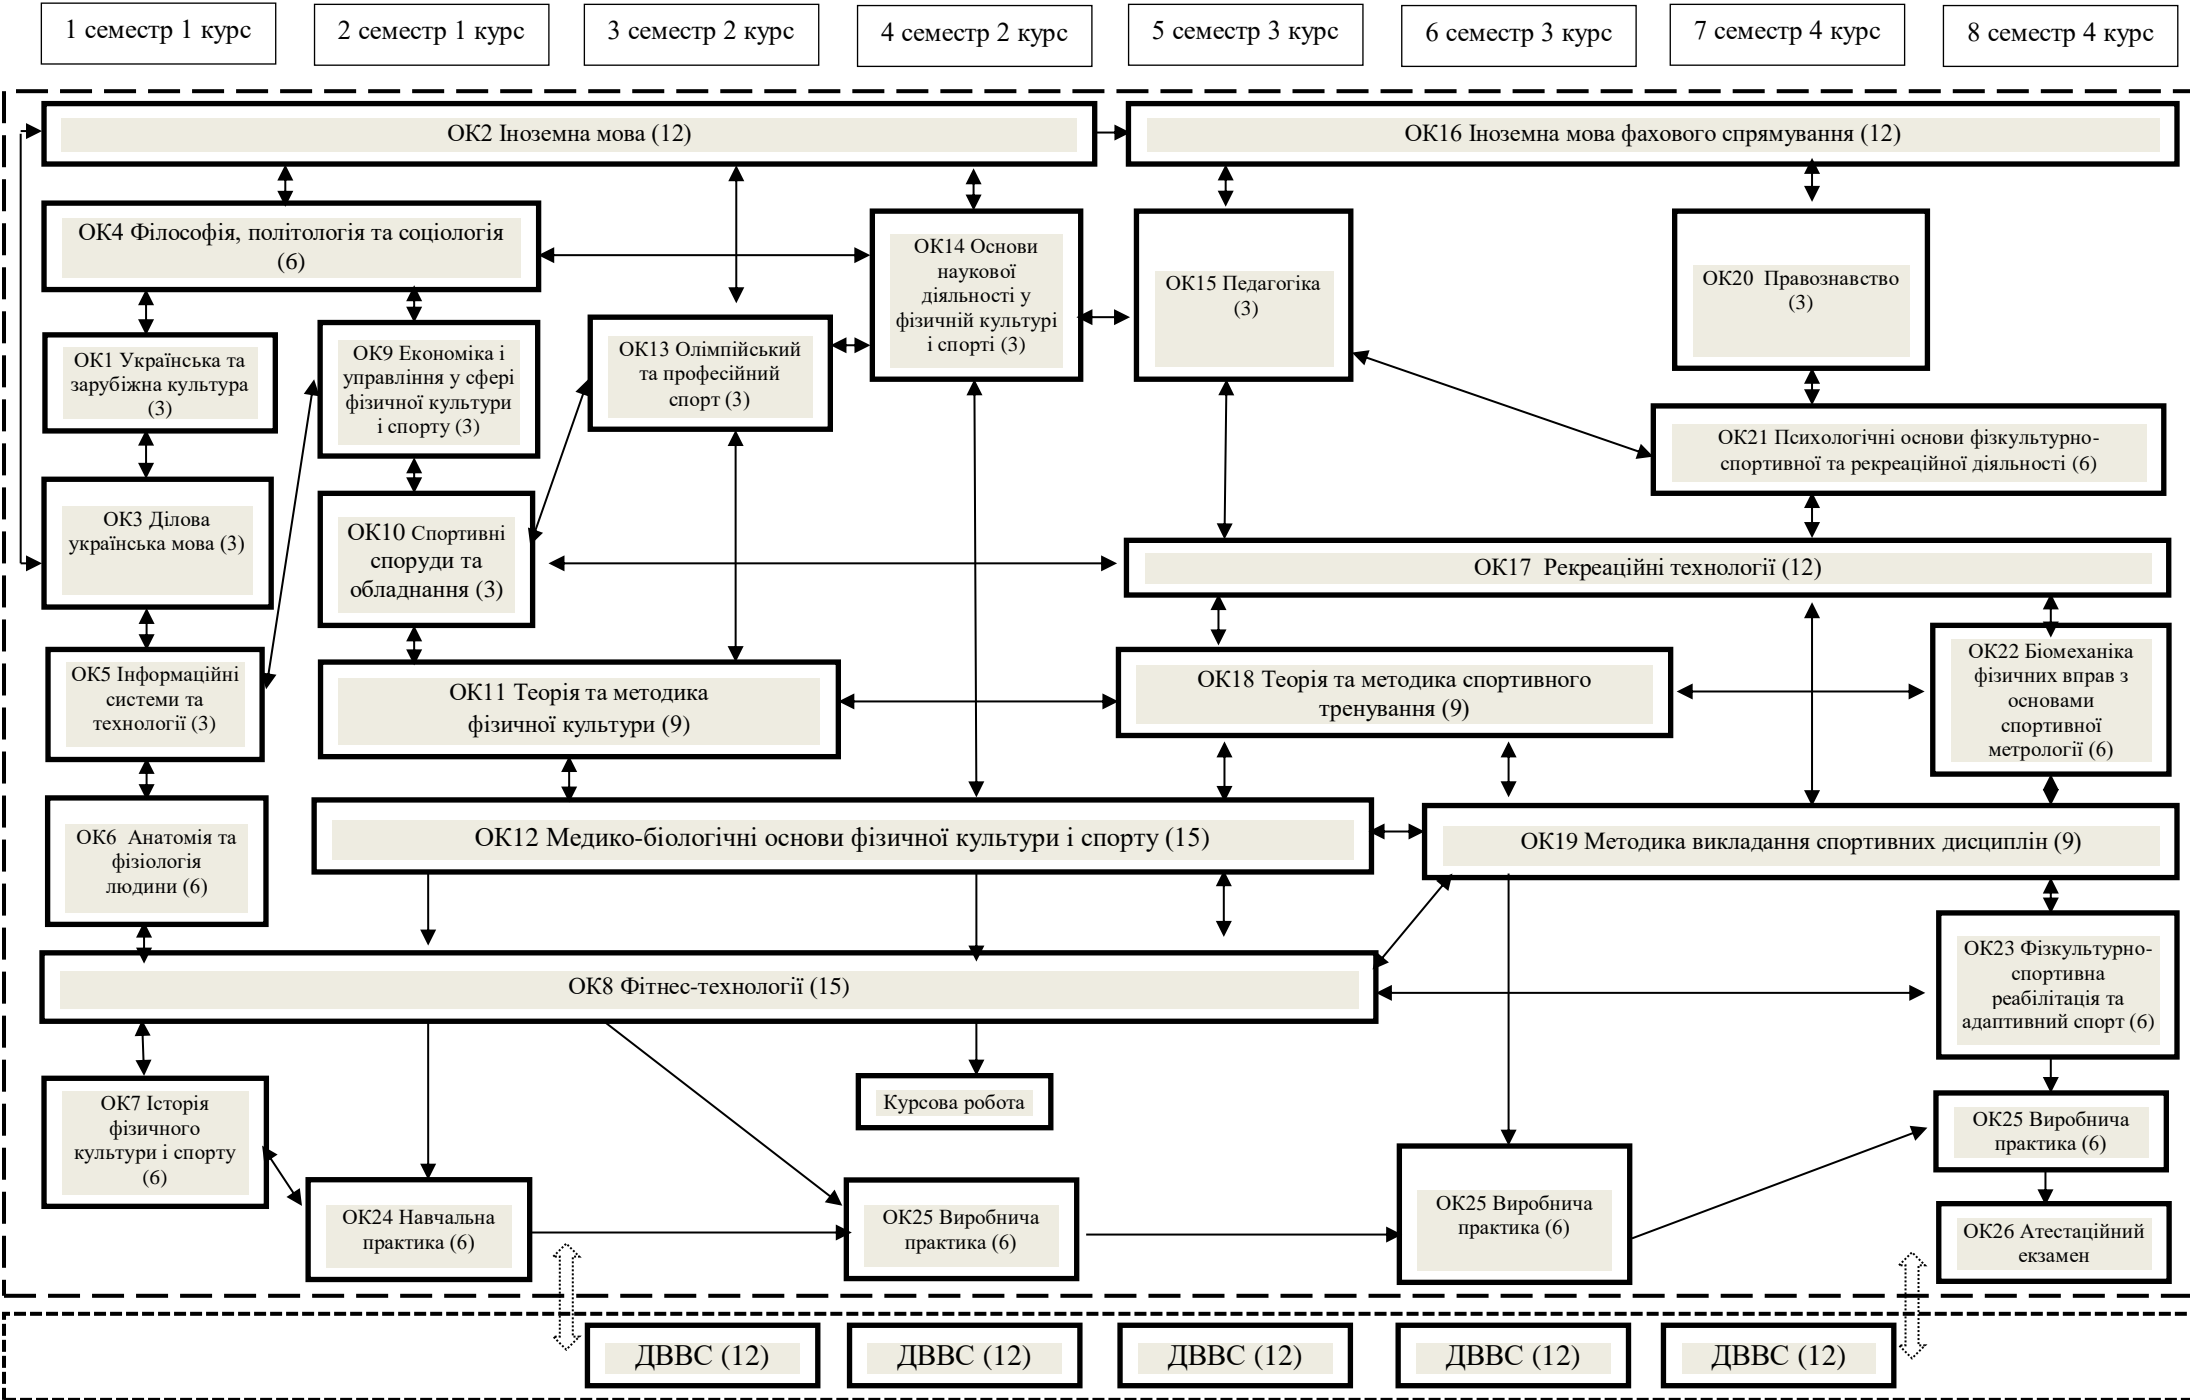 1 семестр 1 курс
2 семестр 1 курс
3 семестр 2 курс
4 семестр 2 курс
5 семестр 3 курс
6 семестр 3 курс
7 семестр 4 курс
8 семестр 4 курс
ОК2 Іноземна мова (12)
ОК16 Іноземна мова фахового спрямування (12)
ОК4 Філософія, політологія та соціологія
(6)
ОК14 Основи
наукової
діяльності у
фізичній культурі
і спорті (3)
ОК15 Педагогіка
(3)
ОК20 Правознавство
(3)
ОК1 Українська та
зарубіжна культура
(3)
ОК9 Економіка і
управління у сфері
фізичної культури
і спорту (3)
ОК13 Олімпійський
та професійний
спорт (3)
ОК21 Психологічні основи фізкультурно-
спортивної та рекреаційної діяльності (6)
ОК3 Ділова
українська мова (3)
ОК10 Спортивні
споруди та
обладнання (3)
ОК17 Рекреаційні технології (12)
ОК5 Інформаційні
системи та
технології (3)
ОК11 Теорія та методика
фізичної культури (9)
ОК18 Теорія та методика спортивного
тренування (9)
ОК22 Біомеханіка
фізичних вправ з
основами
спортивної
метрології (6)
ОК6 Анатомія та
фізіологія
людини (6)
ОК12 Медико-біологічні основи фізичної культури і спорту (15)
ОК19 Методика викладання спортивних дисциплін (9)
ОК8 Фітнес-технології (15)
ОК23 Фізкультурно-
спортивна
реабілітація та
адаптивний спорт (6)
ОК7 Історія
фізичного
культури і спорту
(6)
Курсова робота
ОК25 Виробнича
практика (6)
ОК24 Навчальна
практика (6)
ОК25 Виробнича
практика (6)
ОК25 Виробнича
практика (6)
ОК26 Атестаційний
екзамен
ДВВС (12)
ДВВС (12)
ДВВС (12)
ДВВС (12)
ДВВС (12)